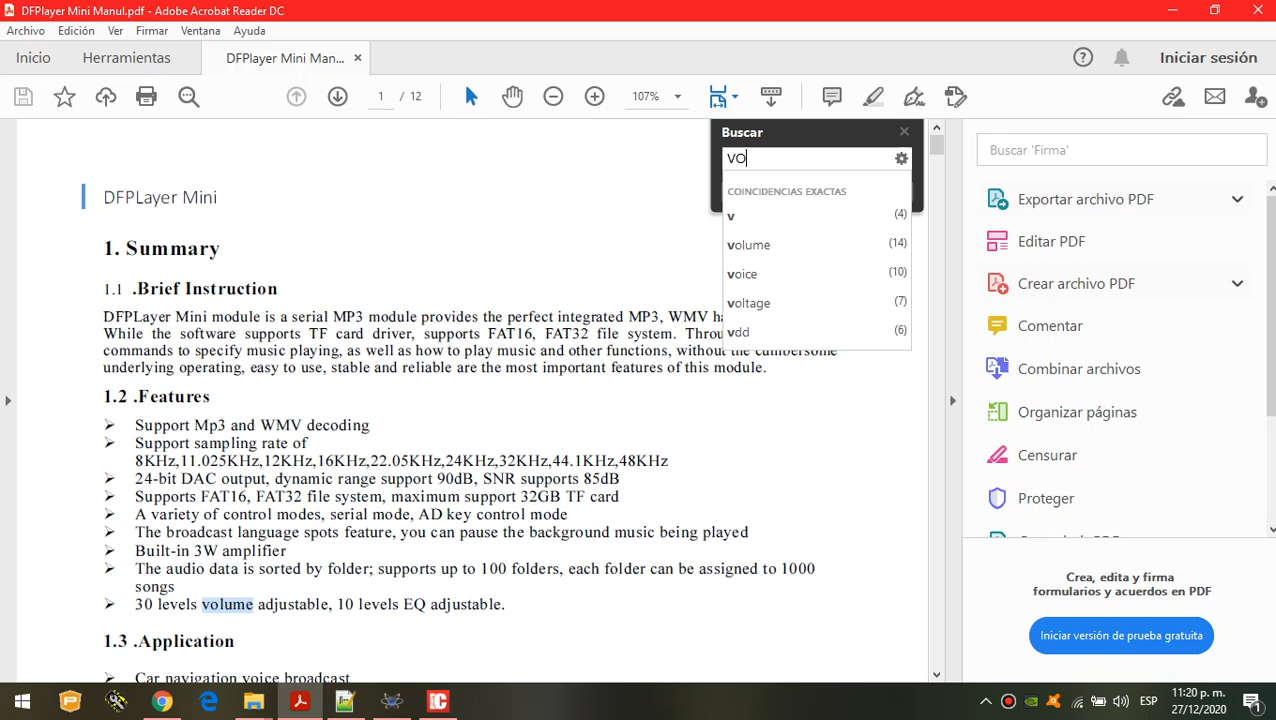 DFPlayer Mini Manul.pdf - Adobe Acrobat Reader DC
Archivo Edición Ver Firmar Ventana Ayuda
Inicio Herramientas DFPlayer Mini Man... ×
Iniciar sesión
1 / 12 107%
Buscar
VO
COINCIDENCIAS EXACTAS
v (4)
volume (14)
voice (10)
voltage (7)
vdd (6)
DFPlayer Mini
1. Summary
1.1 .Brief Instruction
DFPLayer Mini module is a serial MP3 module provides the perfect integrated MP3, WMV
While the software supports TF card driver, supports FAT16, FAT32 file system.
commands to specify music playing, as well as how to play music and other functions, without the cumbersome
underlying operating, easy to use, stable and reliable are the most important features of this module.
1.2 .Features
➢ Support Mp3 and WMV decoding
➢ Support sampling rate of
8KHz,11.025KHz,12KHz,16KHz,22.05KHz,24KHz,32KHz,44.1KHz,48KHz
➢ 24-bit DAC output, dynamic range support 90dB, SNR supports 85dB
➢ Supports FAT16, FAT32 file system, maximum support 32GB TF card
➢ A variety of control modes, serial mode, AD key control mode
➢ The broadcast language spots feature, you can pause the background music being played
➢ Built-in 3W amplifier
➢ The audio data is sorted by folder; supports up to 100 folders, each folder can be assigned to 1000
songs
➢ 30 levels volume adjustable, 10 levels EQ adjustable.
1.3 .Application
➢ Car navigation voice broadcast
Buscar 'Firma'
Exportar archivo PDF
Editar PDF
Crear archivo PDF
Comentar
Combinar archivos
Organizar páginas
Censurar
Proteger
Crea, edita y firma
formularios y acuerdos en PDF
Iniciar versión de prueba gratuita
ESP
11:20 p. m.
27/12/2020
1